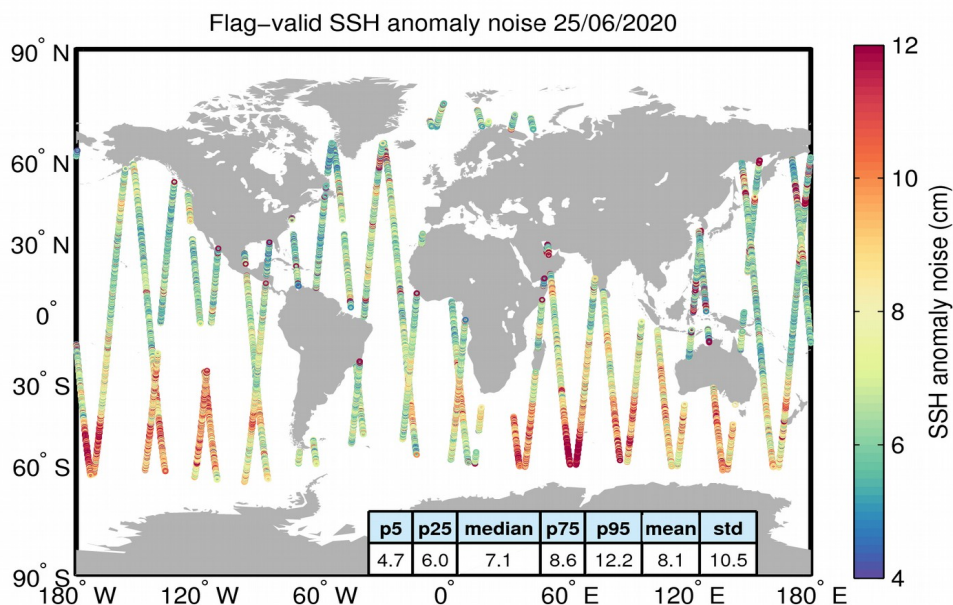 Flag−valid SSH anomaly noise 25/06/2020
90° N
60° N
30° N
0°
30° S
60° S
90° S
180° W
120° W
60° W
0°
60° E
120° E
180° E
12
10
8
6
4
SSH anomaly noise (cm)
p5 p25 median p75 p95 mean std
4.7 6.0 7.1 8.6 12.2 8.1 10.5